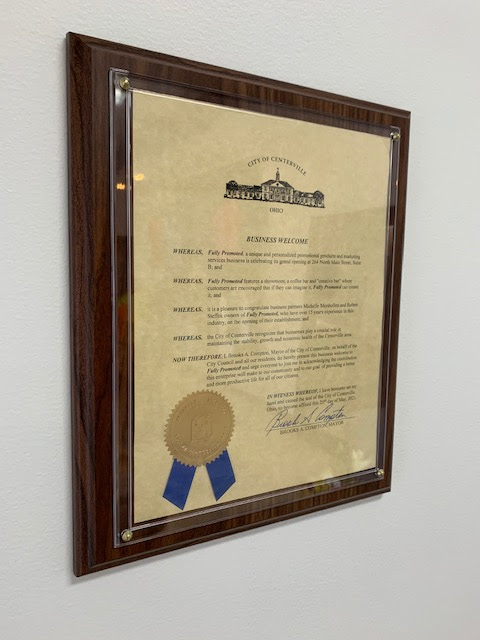 CITY OF CENTERVILLE
OHIO
BUSINESS WELCOME
WHEREAS, Fully Promoted, a unique and personalized promotional products and marketing
services business is celebrating its grand opening at 264 North Main Street, Suite
B; and
WHEREAS, Fully Promoted features a showroom, a coffee bar and "creative bar" where
customers are encouraged that if they can imagine it, Fully Promoted can create
it; and
WHEREAS, it is a pleasure to congratulate business partners Michelle and Robert
Steffen owners of Fully Promoted, who have over 15 years experience in this
industry, on the opening of their establishment; and
WHEREAS, the City of Centerville recognizes that businesses play a crucial role in
maintaining the stability, growth and economic health of the Centerville area;
NOW THEREFORE, I, Brooks A. Compton, Mayor of the City of Centerville, on behalf of the
City Council and all our residents, do hereby present this business welcome to
Fully Promoted and urge everyone to join me in acknowledging the contribution
this enterprise will make to our community and to our goal of providing a better
and more productive life for all of our citizens.
IN WITNESS WHEREOF, I have hereunto set my
hand and caused the seal of the City of Centerville,
Ohio, to become affixed this 20th day of May, 2021.
Brooks A. Compton
BROOKS A. COMPTON, MAYOR